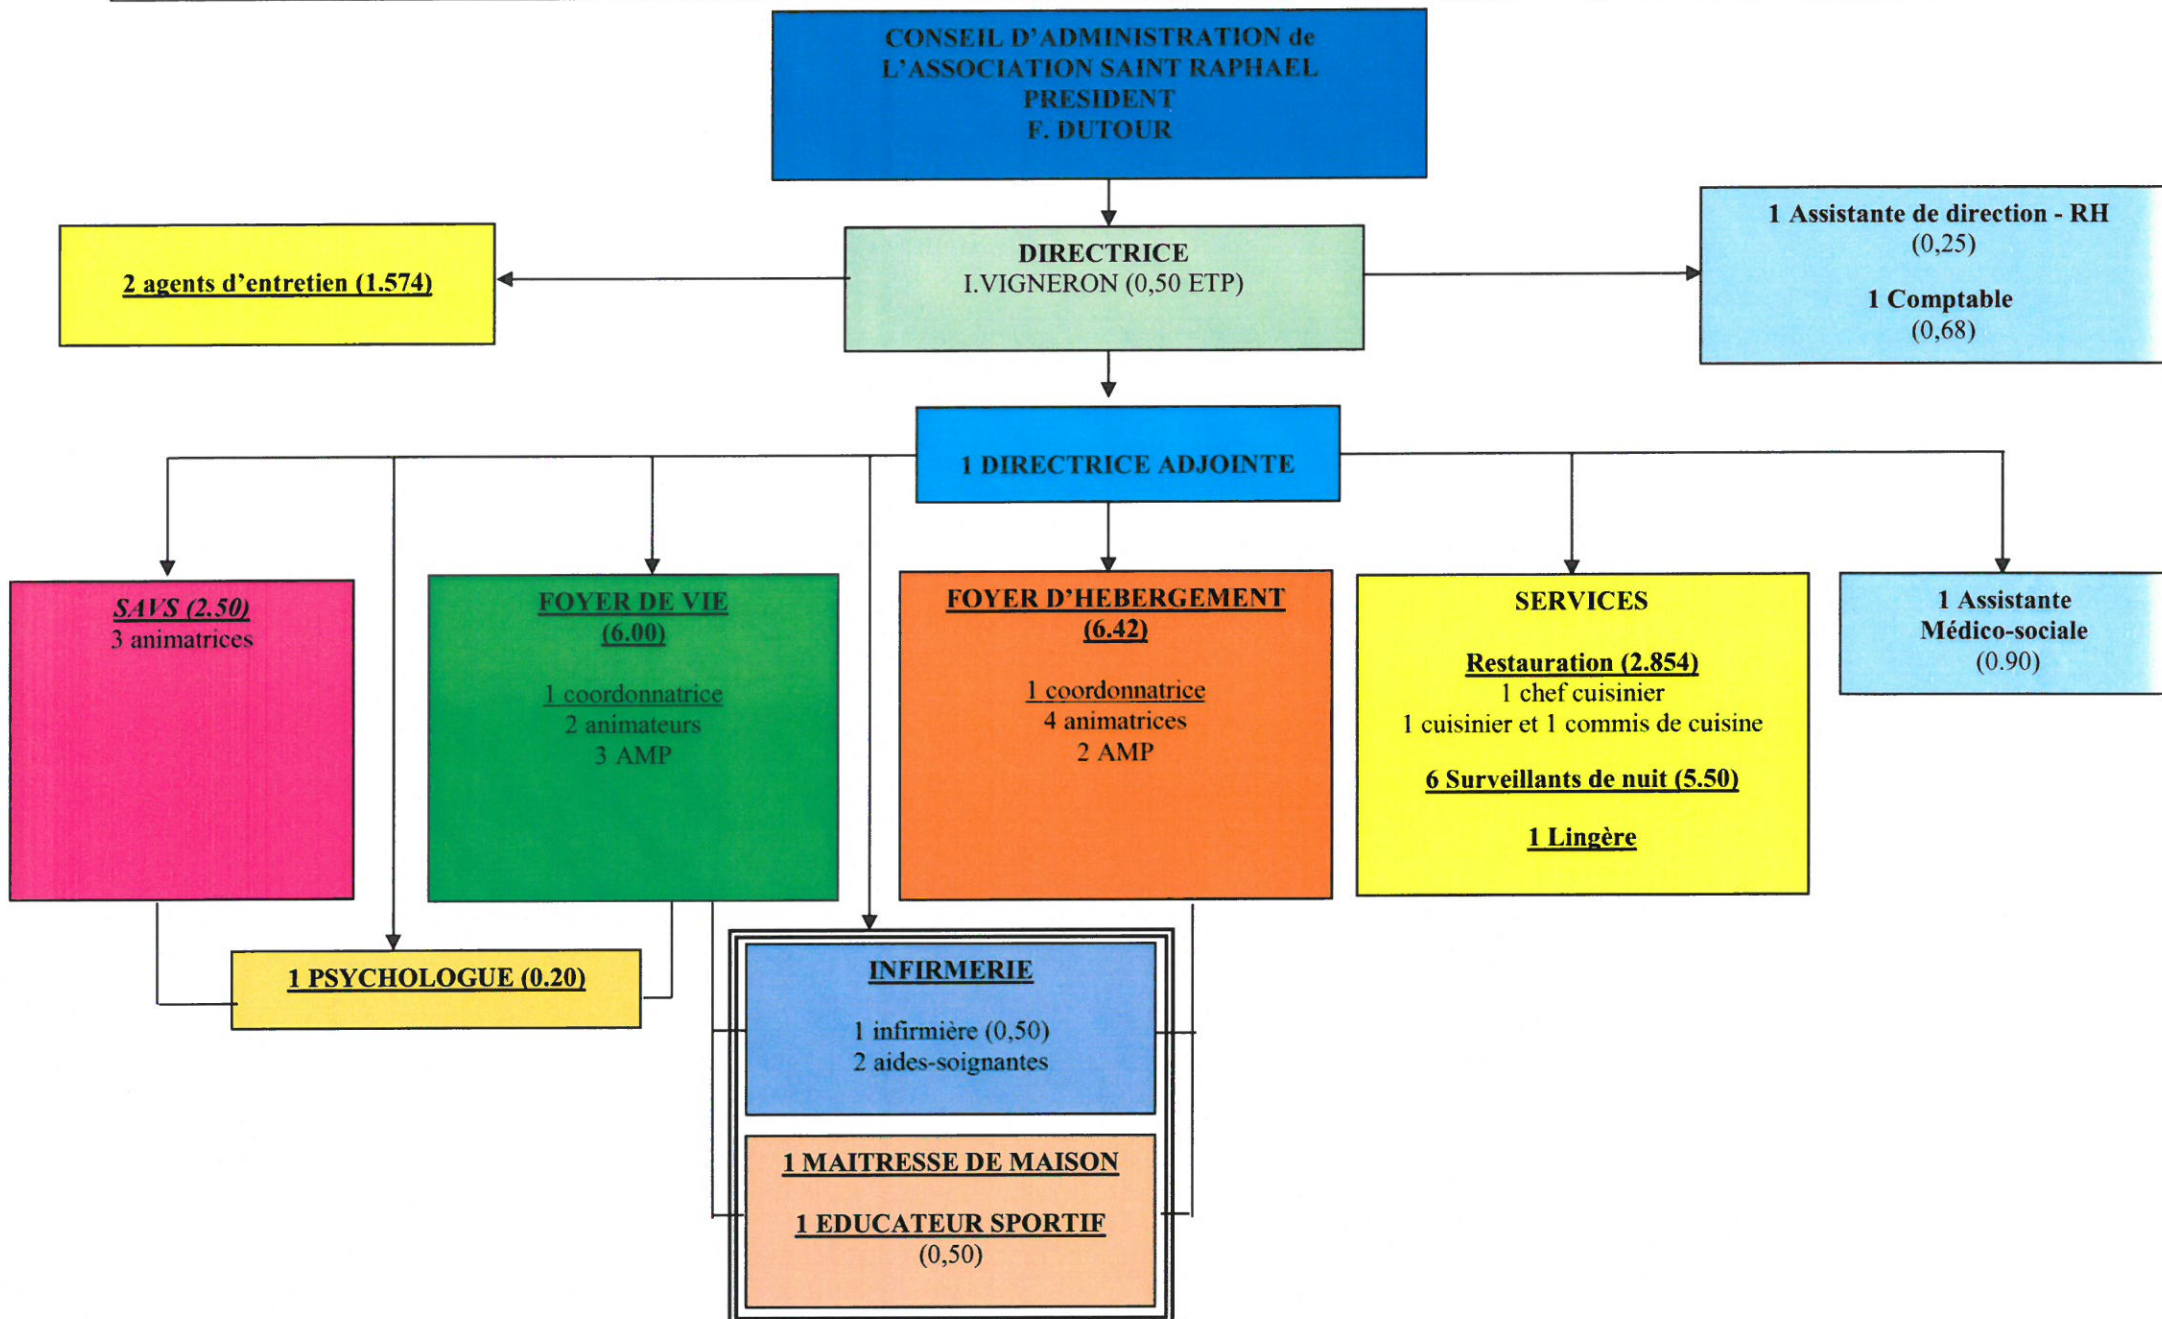 CONSEIL D'ADMINISTRATION de
L'ASSOCIATION SAINT RAPHAEL
PRESIDENT
F. DUTOUR
2 agents d'entretien (1.574)
DIRECTRICE
I.VIGNERON (0,50 ETP)
1 Assistante de direction - RH
(0,25)
1 Comptable
(0,68)
1 DIRECTRICE ADJOINTE
SAVS (2.50)
3 animatrices
FOYER DE VIE
(6.00)
1 coordonnatrice
2 animateurs
3 AMP
FOYER D'HEBERGEMENT
(6.42)
1 coordonnatrice
4 animatrices
2 AMP
SERVICES
Restauration (2.854)
1 chef cuisinier
1 cuisinier et 1 commis de cuisine
6 Surveillants de nuit (5.50)
1 Lingère
1 Assistante
Médico-sociale
(0.90)
1 PSYCHOLOGUE (0.20)
INFIRMERIE
1 infirmière (0,50)
2 aides-soignantes
1 MAITRESSE DE MAISON
1 EDUCATEUR SPORTIF
(0,50)